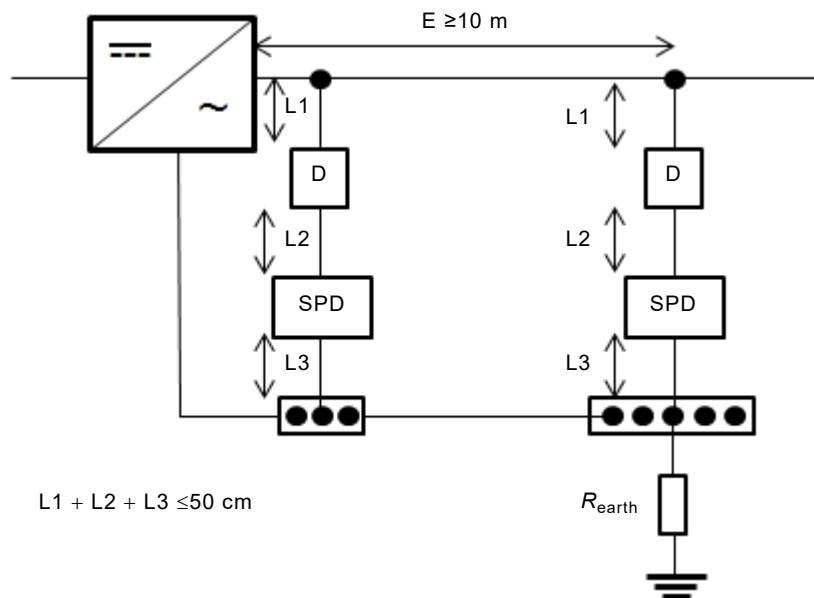 E ≥10 m
~
L1
L1
D
D
L2
L2
SPD
SPD
L3
L3
L1 + L2 + L3 ≤50 cm
Rearth